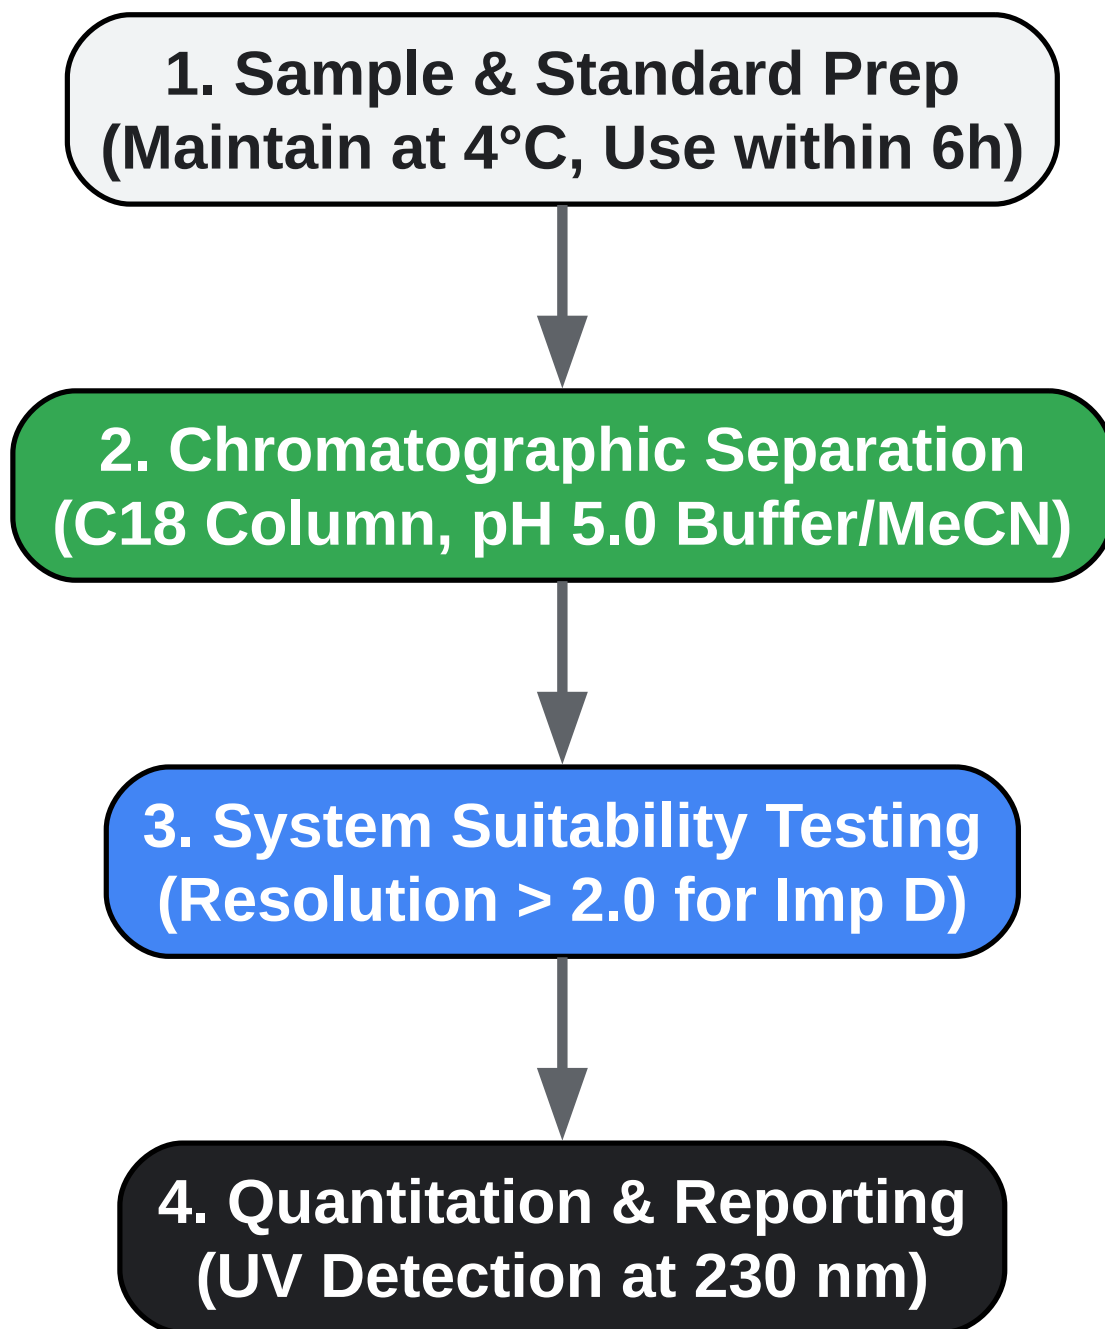 1. Sample & Standard Prep
(Maintain at 4°C, Use within 6h)
2. Chromatographic Separation
(C18 Column, pH 5.0 Buffer/MeCN)
3. System Suitability Testing
(Resolution > 2.0 for Imp D)
4. Quantitation & Reporting
(UV Detection at 230 nm)